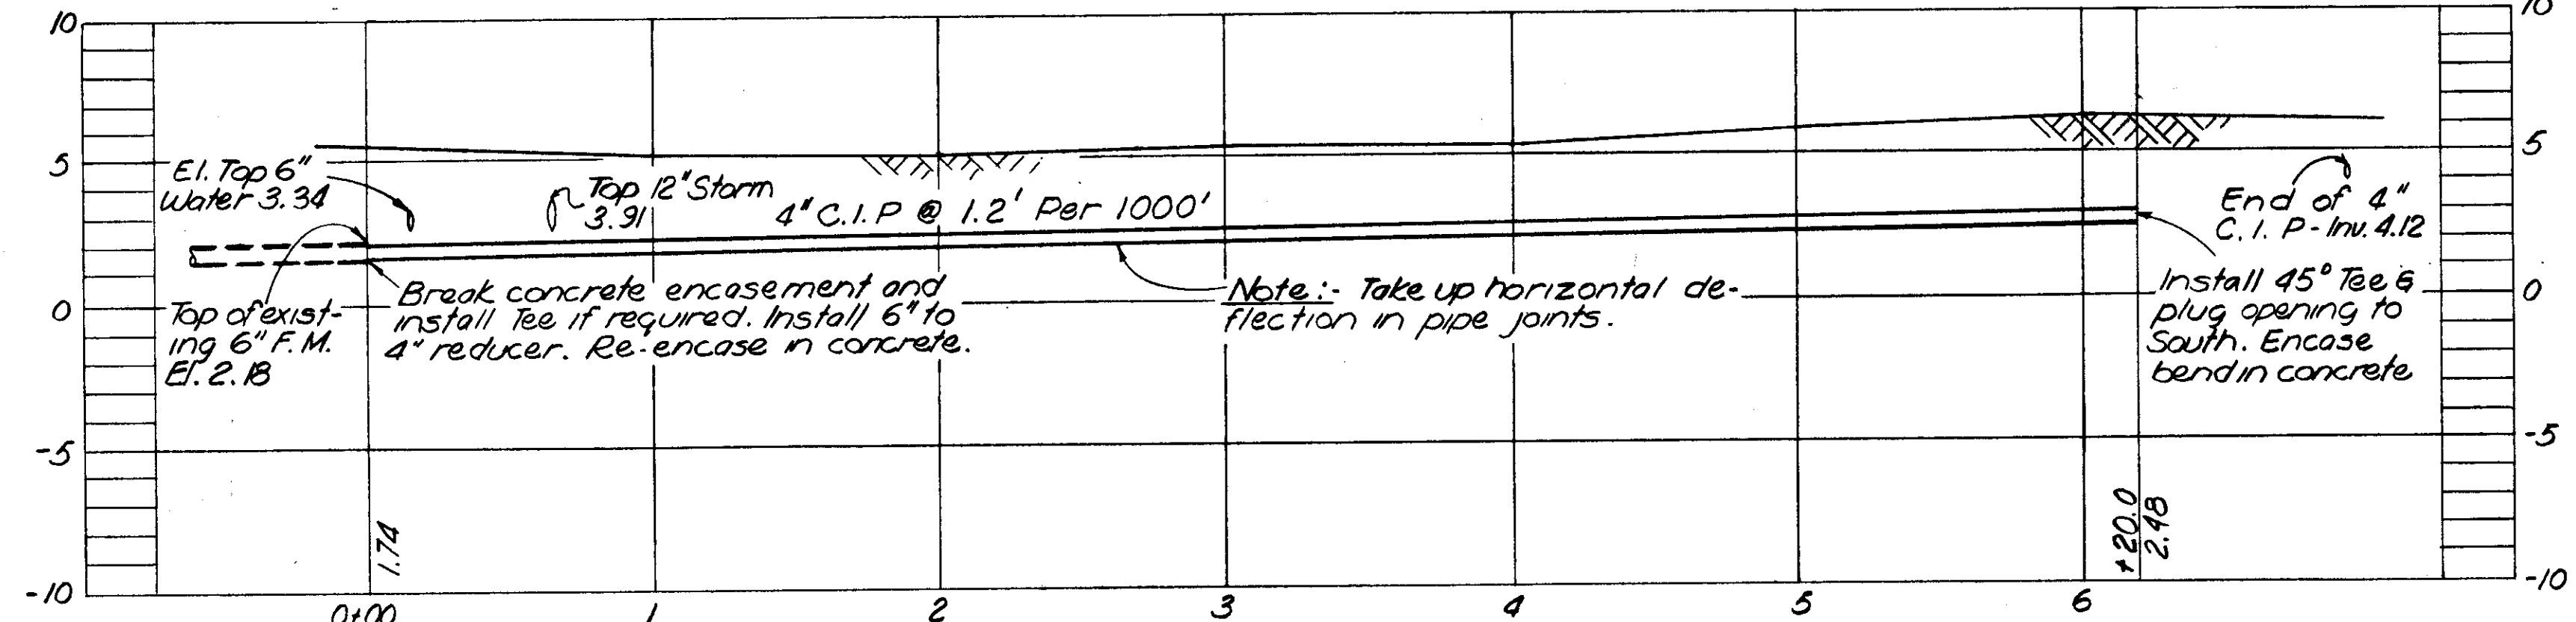 10
5
0
-5
-10
10
5
0
-5
-10
El. Top 6"
Water 3.34
Top 12" Storm
3.91
4" C.I.P @ 1.2' Per 1000'
End of 4"
C.I.P - Inv. 4.12
Top of exist-
ing 6" F.M.
El. 2.18
Break concrete encasement and
install Tee if required. Install 6" to
4" reducer. Re-encase in concrete.
Note:- Take up horizontal de-
flection in pipe joints.
Install 45° Tee &
plug opening to
South. Encase
bend in concrete
1.74
+20.0
2.48
0+00
1
2
3
4
5
6